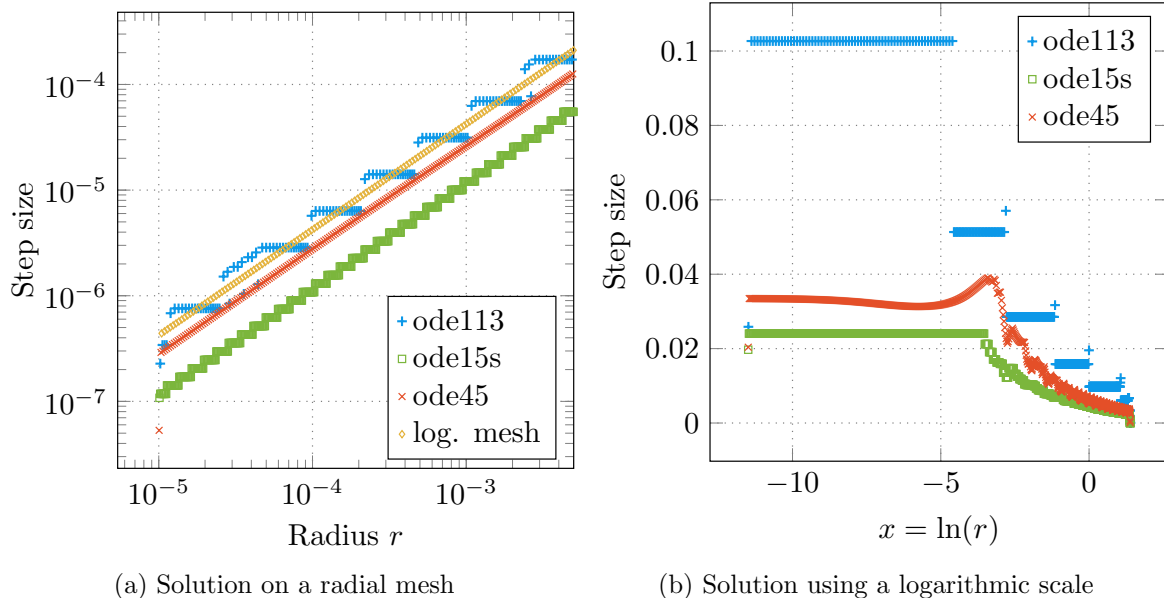 10^−4
10^−5
10^−6
10^−7
Step size
10^−5
10^−4
10^−3
Radius r
ode113
ode15s
ode45
log. mesh
(a) Solution on a radial mesh
0.1
0.08
0.06
0.04
0.02
0
Step size
−10
−5
0
x = ln(r)
ode113
ode15s
ode45
(b) Solution using a logarithmic scale